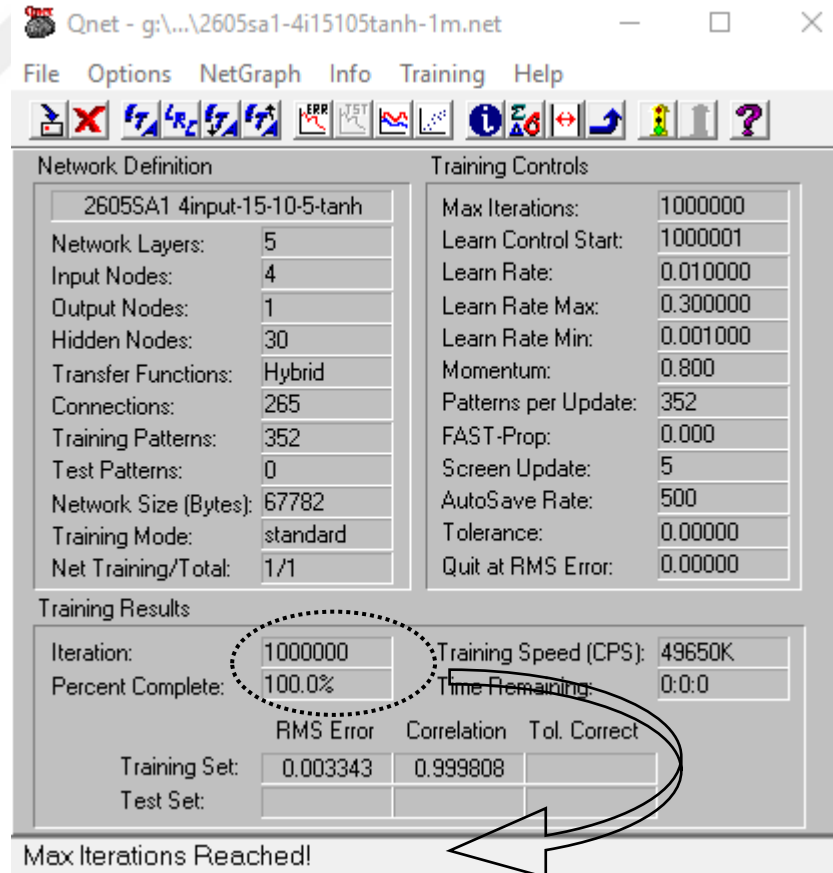 Qnet - g:\...\2605sa1-4i15105tanh-1m.net
File Options NetGraph Info Training Help
Network Definition
2605SA1 4input-15-10-5-tanh
Network Layers: 5
Input Nodes: 4
Output Nodes: 1
Hidden Nodes: 30
Transfer Functions: Hybrid
Connections: 265
Training Patterns: 352
Test Patterns: 0
Network Size (Bytes): 67782
Training Mode: standard
Net Training/Total: 1/1
Training Controls
Max Iterations: 1000000
Learn Control Start: 1000001
Learn Rate: 0.010000
Learn Rate Max: 0.300000
Learn Rate Min: 0.001000
Momentum: 0.800
Patterns per Update: 352
FAST-Prop: 0.000
Screen Update: 5
AutoSave Rate: 500
Tolerance: 0.00000
Quit at RMS Error: 0.00000
Training Results
Iteration: 1000000 Training Speed (CPS): 49650K
Percent Complete: 100.0% Time Remaining: 0:0:0
RMS Error Correlation Tol. Correct
Training Set: 0.003343 0.999808
Test Set:
Max Iterations Reached!